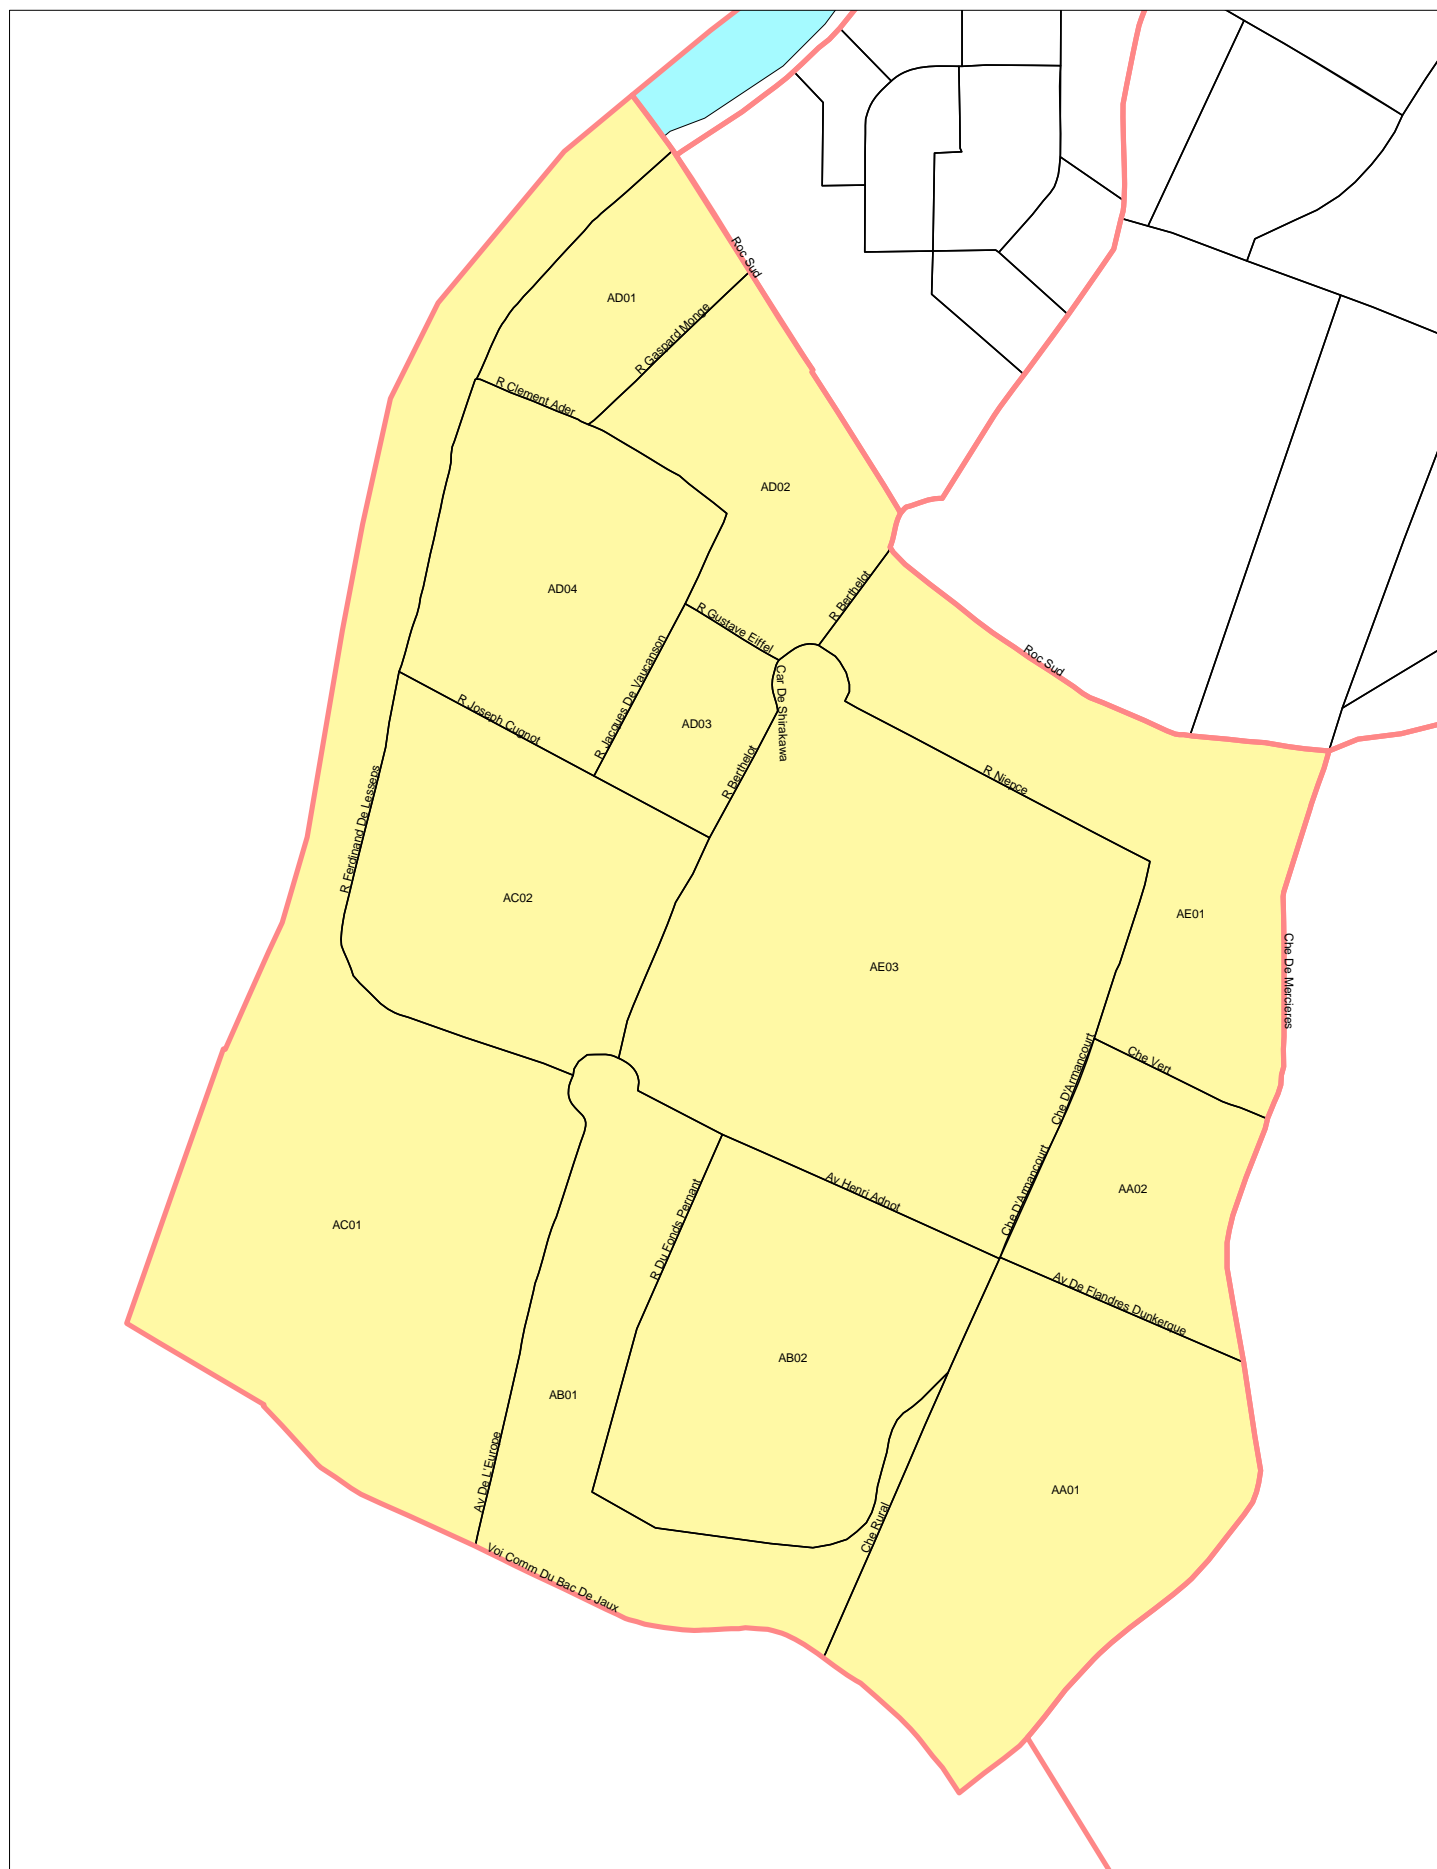 Roc Sud
AD01
R Gaspard Monge
R Clement Ader
AD02
AD04
R Berthelot
R Gustave Eiffel
Roc Sud
R Jacques De Vaucanson
Car De Shirakawa
R Joseph Cugnot
AD03
R Berthelot
R Niepce
R Ferdinand De Lesseps
AC02
AE01
AE03
Che De Mercieres
Che D'Armancourt
Che Vert
AA02
Av Henri Adnot
Che D'Armancourt
AC01
R Du Fonds Pernant
Av De Flandres Dunkerque
AB02
AB01
Av De L'Europe
AA01
Che Rural
Voi Comm Du Bac De Jaux